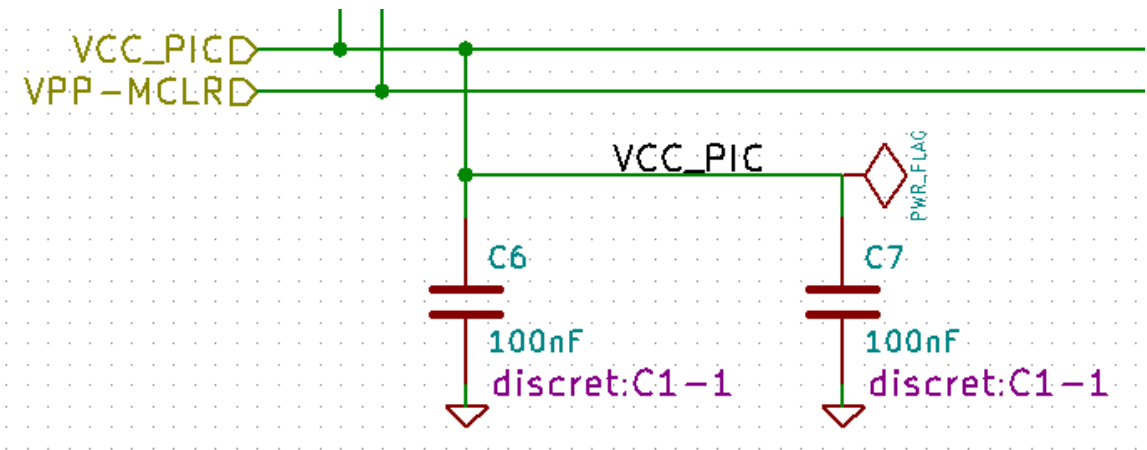 VCC_PIC
VPP-MCLR
VCC_PIC
PWR_FLAG
C6
C7
100nF
100nF
discret:C1-1
discret:C1-1